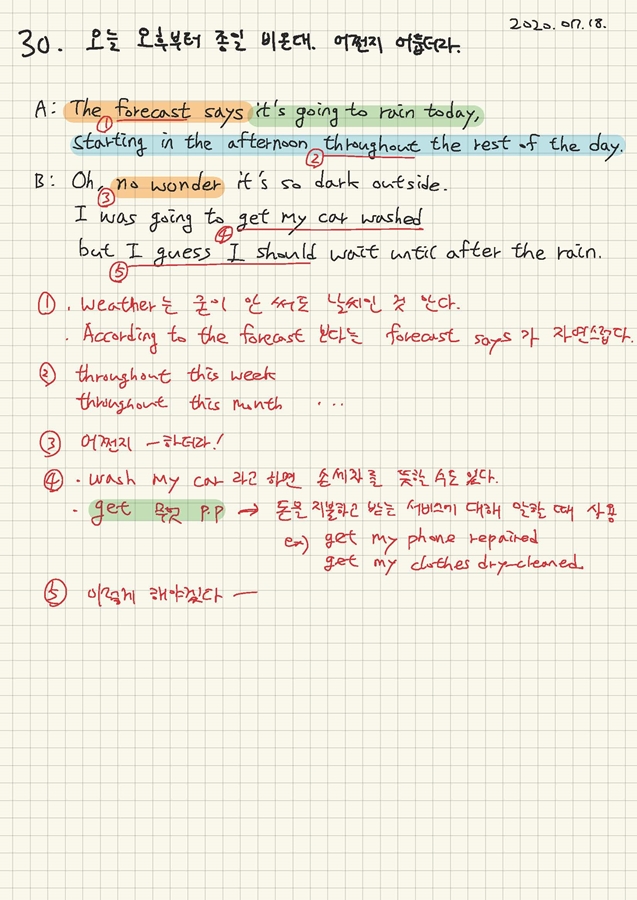 2020. 07. 18.
30. 오늘 오후부터 종일 비온대. 어쩐지 어둡더라.
A: The forecast says it's going to rain today,
①
starting in the afternoon throughout the rest of the day.
②
B: Oh, no wonder it's so dark outside.
③
I was going to get my car washed
④
but I guess I should wait until after the rain.
⑤
① · weather는 굳이 안 써도 날씨인 것 안다.
· According to the forecast 보다는 forecast says가 자연스럽다.
② throughout this week
throughout this month ...
③ 어쩐지 -하더라!
④ · wash my car 라고 하면 손세차를 뜻할 수도 있다.
· get 목적 P.P → 돈을 지불하고 받는 서비스에 대해 말할 때 사용
ex) get my phone repaired
get my clothes dry-cleaned
⑤ 이렇게 해야겠다 —